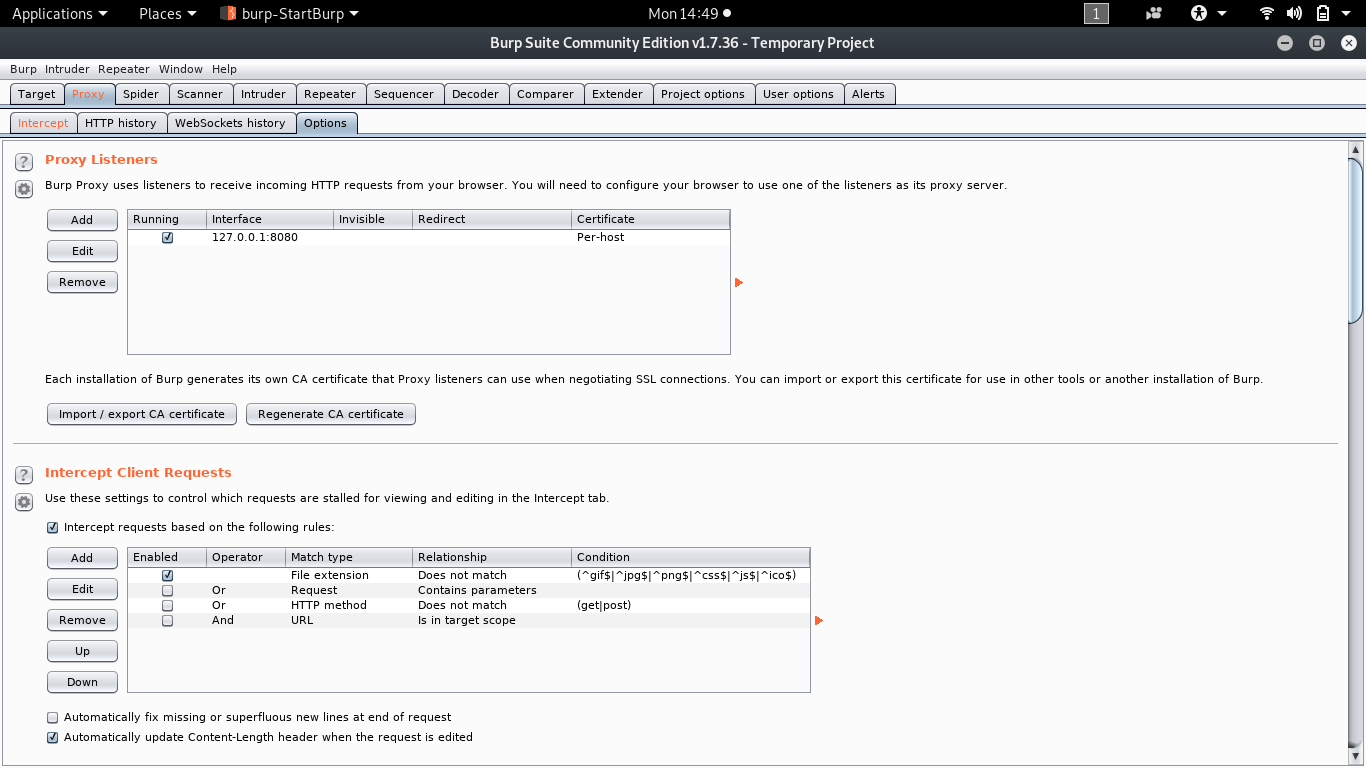 Applications Places burp-StartBurp Mon 14:49 1
Burp Suite Community Edition v1.7.36 - Temporary Project
Burp Intruder Repeater Window Help
Target Proxy Spider Scanner Intruder Repeater Sequencer Decoder Comparer Extender Project options User options Alerts
Intercept HTTP history WebSockets history Options
? Proxy Listeners
Burp Proxy uses listeners to receive incoming HTTP requests from your browser. You will need to configure your browser to use one of the listeners as its proxy server.
Add Running Interface Invisible Redirect Certificate
127.0.0.1:8080 Per-host
Edit
Remove
Each installation of Burp generates its own CA certificate that Proxy listeners can use when negotiating SSL connections. You can import or export this certificate for use in other tools or another installation of Burp.
Import / export CA certificate Regenerate CA certificate
? Intercept Client Requests
Use these settings to control which requests are stalled for viewing and editing in the Intercept tab.
Intercept requests based on the following rules:
Add Enabled Operator Match type Relationship Condition
File extension Does not match (^gif$|^jpg$|^png$|^css$|^js$|^ico$)
Edit Or Request Contains parameters
Or HTTP method Does not match (get|post)
Remove And URL Is in target scope
Up
Down
Automatically fix missing or superfluous new lines at end of request
Automatically update Content-Length header when the request is edited